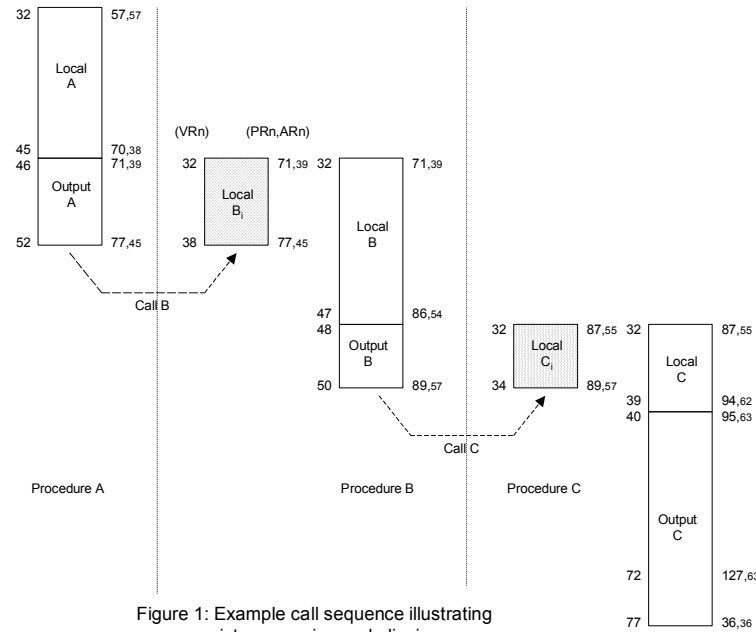 32 57,57
Local
A
45 70,38
46 71,39
Output
A
52 77,45
Call B
(VRn) (PRn,ARn)
32 71,39
Local
Bi
38 77,45
32 71,39
Local
B
47 86,54
48
Output
B
50 89,57
Call C
32 87,55
Local
Ci
34 89,57
32 87,55
Local
C
39 94,62
40 95,63
Output
C
72 127,63
77 36,36
Procedure A
Procedure B
Procedure C
Figure 1: Example call sequence illustrating